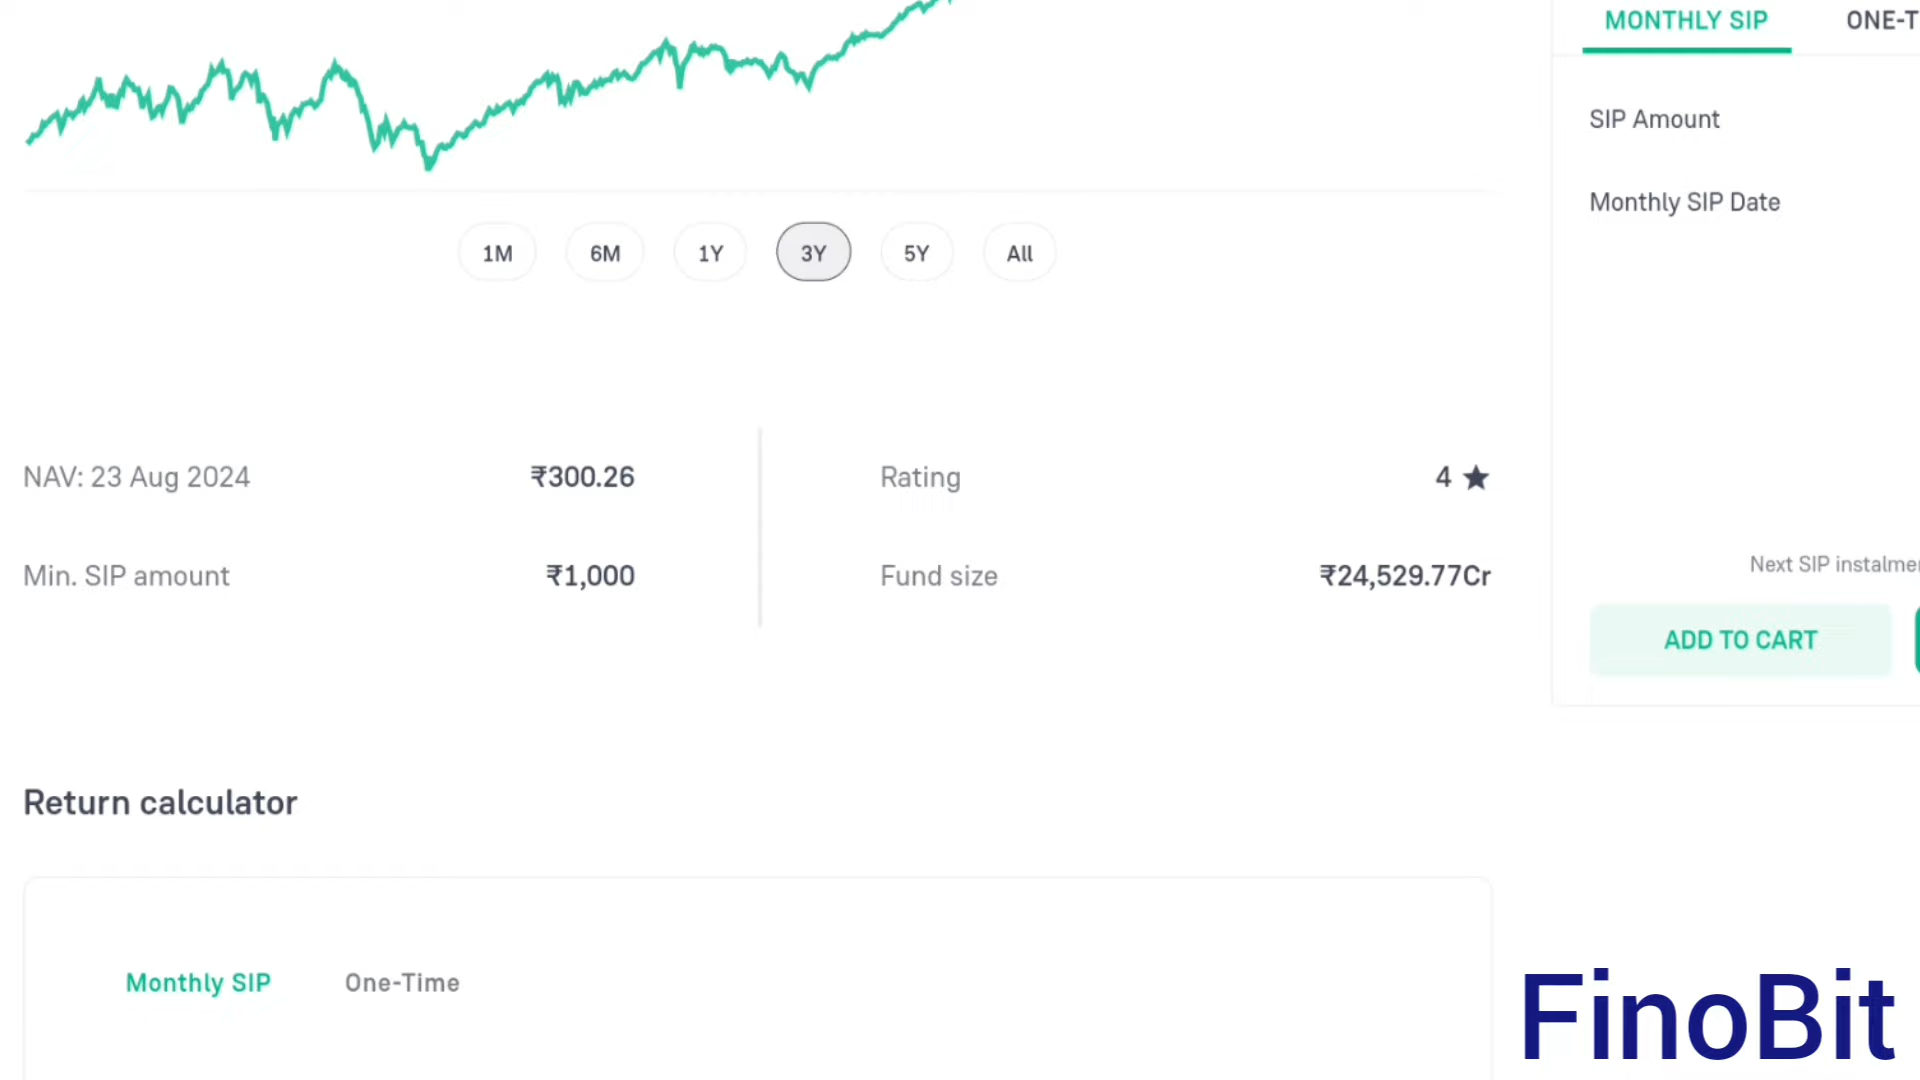 MONTHLY SIP ONE-T
SIP Amount
Monthly SIP Date
1M 6M 1Y 3Y 5Y All
NAV: 23 Aug 2024 ₹300.26 Rating 4 ★
Min. SIP amount ₹1,000 Fund size ₹24,529.77Cr
Next SIP instalme
ADD TO CART
Return calculator
Monthly SIP One-Time
FinoBit